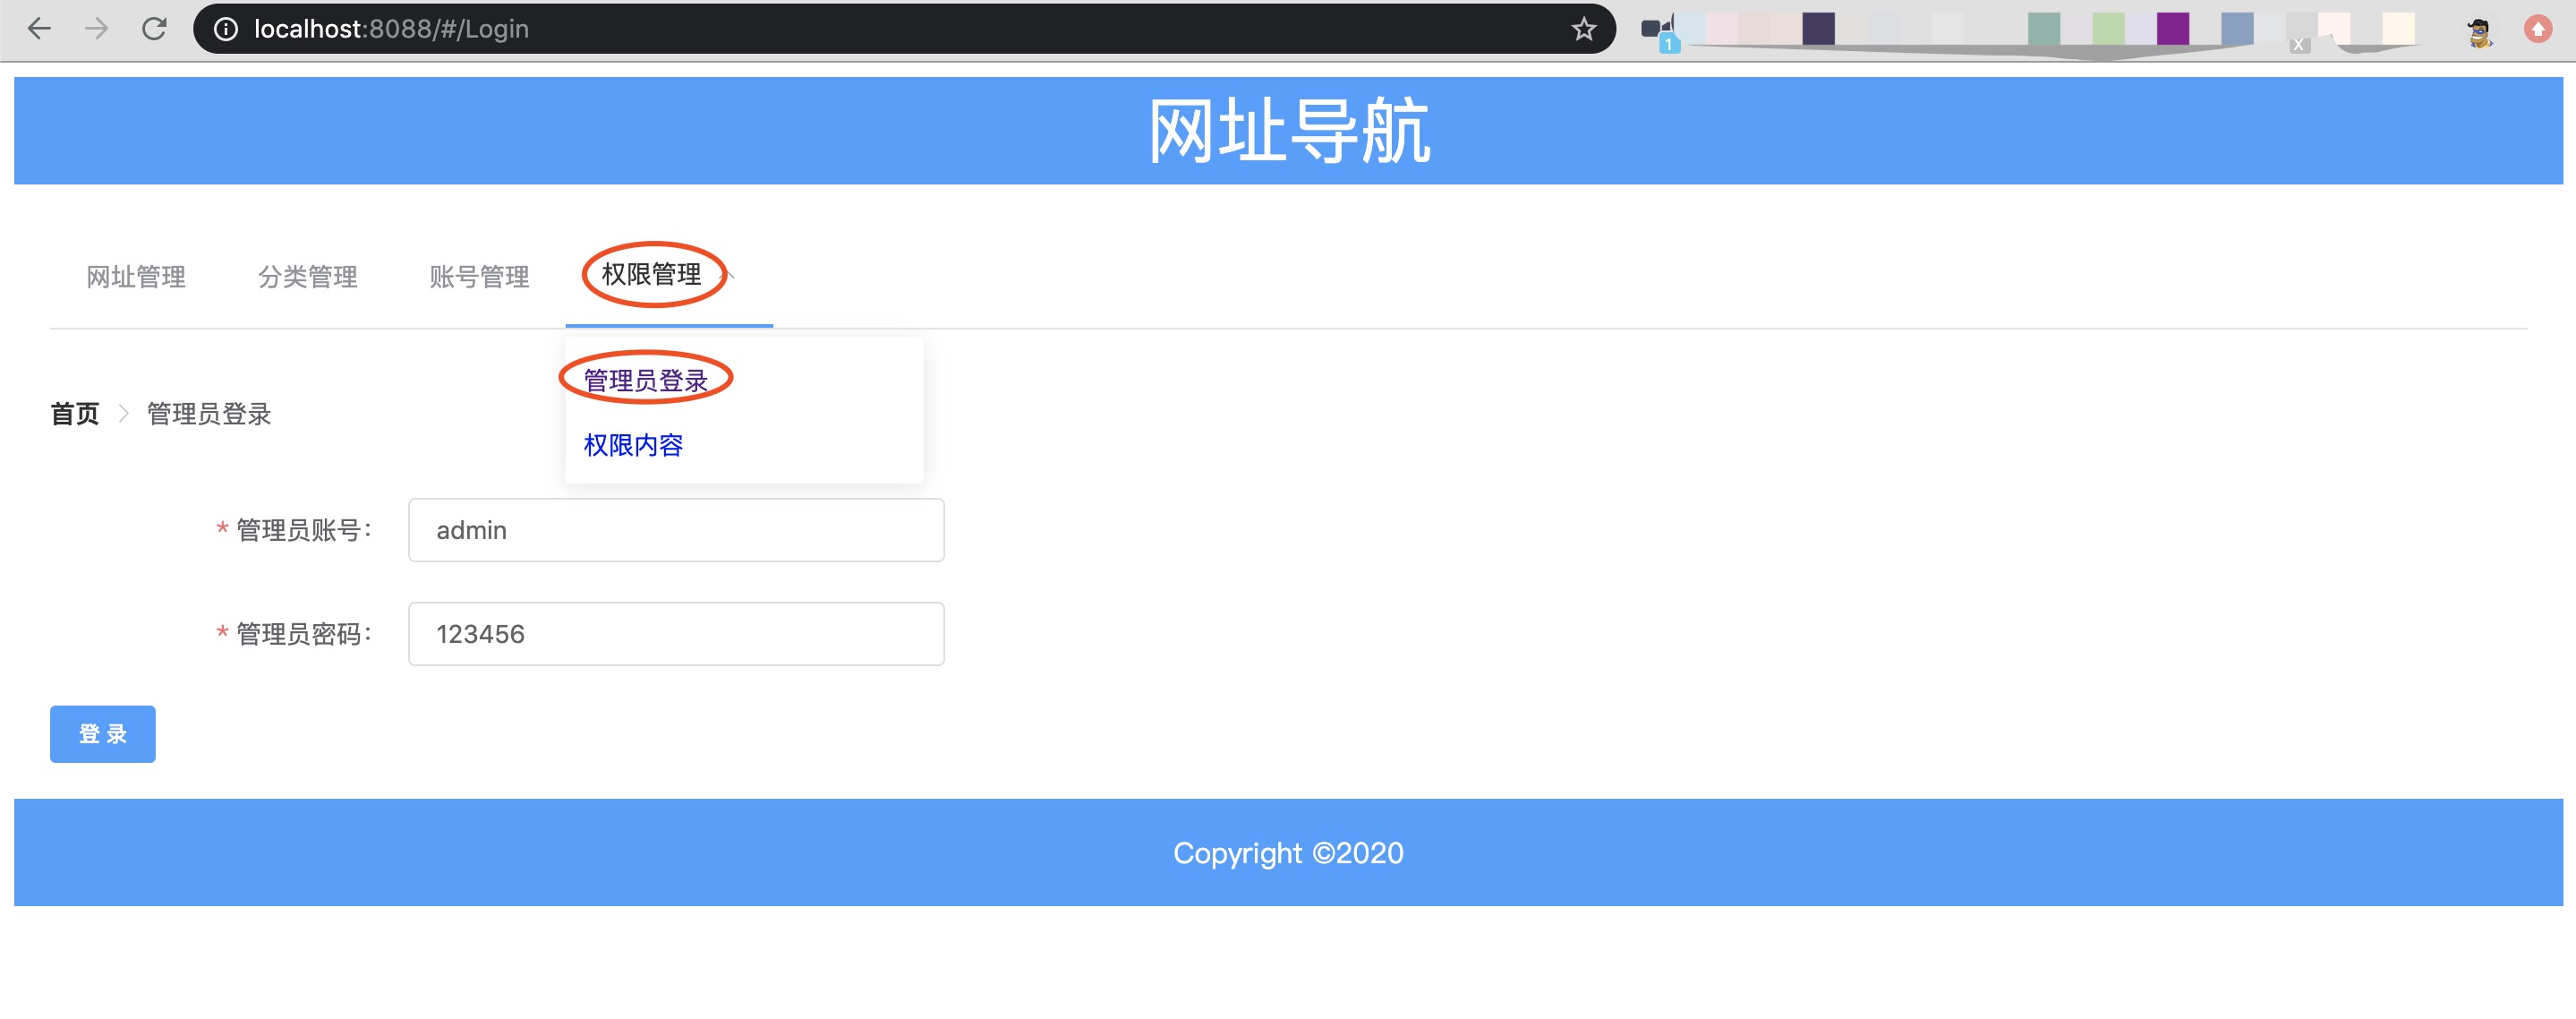 localhost:8088/#/Login
1
X
网址导航
网址管理 分类管理 账号管理 权限管理
管理员登录
权限内容
首页 > 管理员登录
* 管理员账号: admin
* 管理员密码: 123456
登 录
Copyright ©2020